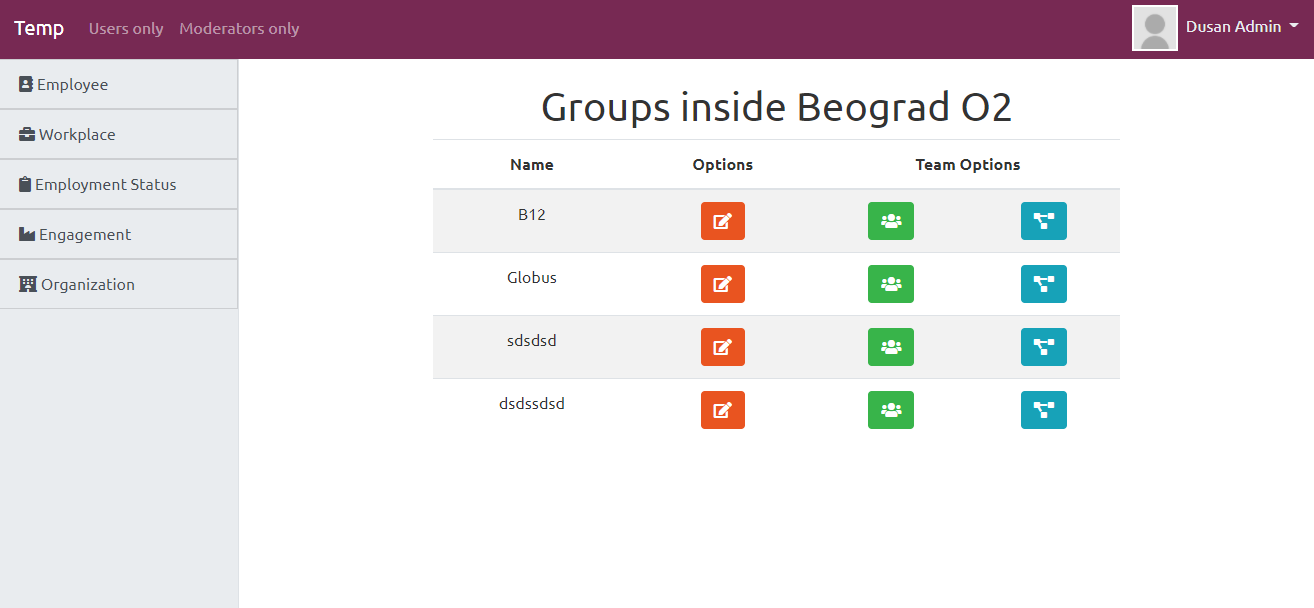 Temp Users only Moderators only Dusan Admin
Employee
Workplace
Employment Status
Engagement
Organization
Groups inside Beograd O2
Name Options Team Options
B12
Globus
sdsdsd
dsdssdsd